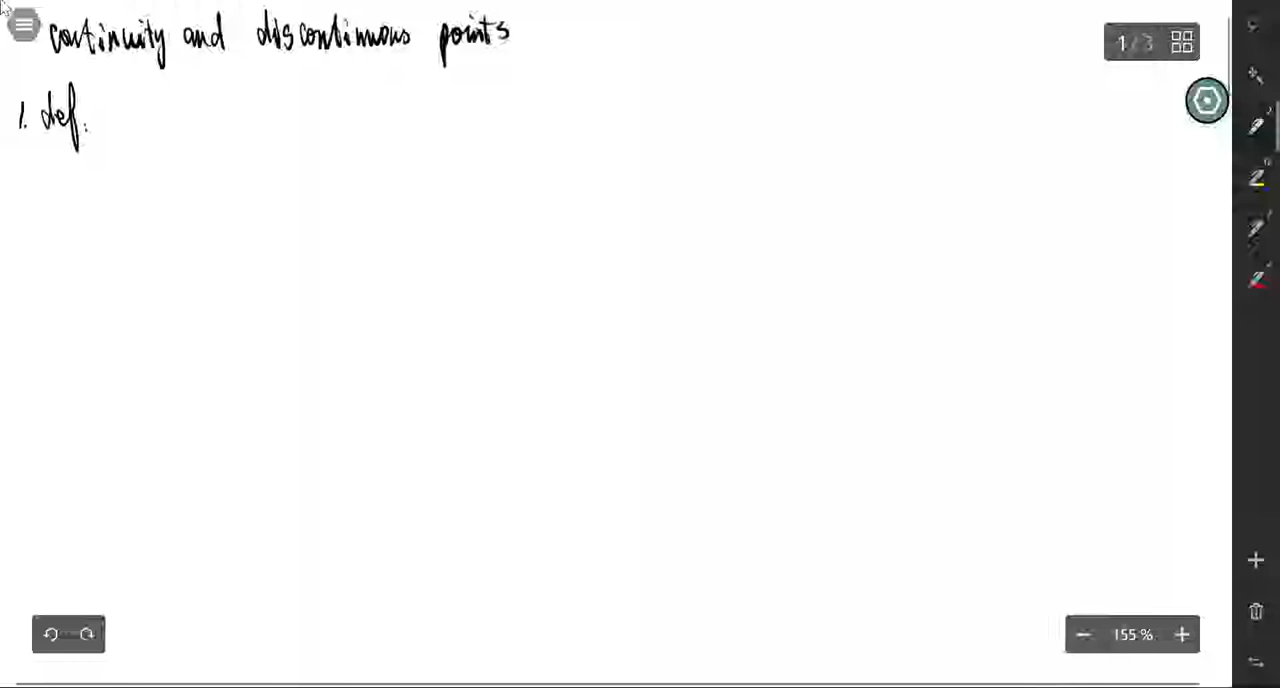 continuity and discontinuous points
1/3
1. def.
155 %